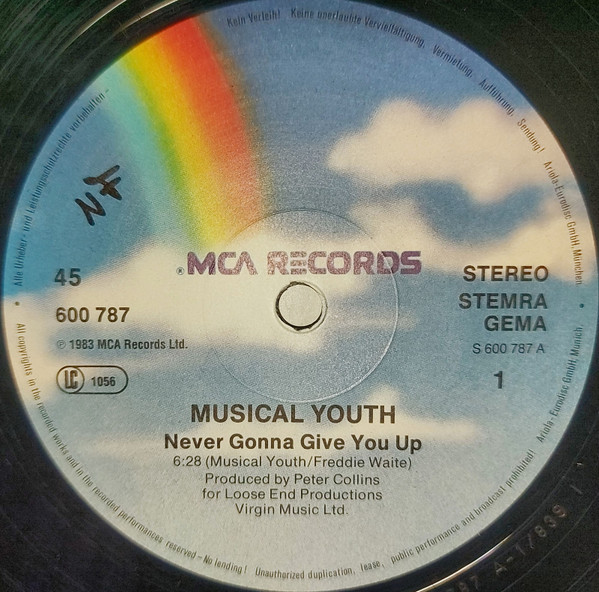 Alle Urheber- und Leistungsschutzrechte vorbehalten – Kein Verleih! Keine unerlaubte Vervielfältigung, Vermietung, Aufführung, Sendung! Ariola-Eurodisc GmbH, München
NF
®MCA RECORDS
45
600 787
℗ 1983 MCA Records Ltd.
LC 1056
STEREO
STEMRA
GEMA
S 600 787 A
1
MUSICAL YOUTH
Never Gonna Give You Up
6:28 (Musical Youth/Freddie Waite)
Produced by Peter Collins
for Loose End Productions
Virgin Music Ltd.
All copyrights in the recorded works and in the recorded performances reserved – No lending! Unauthorized duplication, lease, public performance and broadcast prohibited! Ariola-Eurodisc GmbH, Munich
787 A-1/839